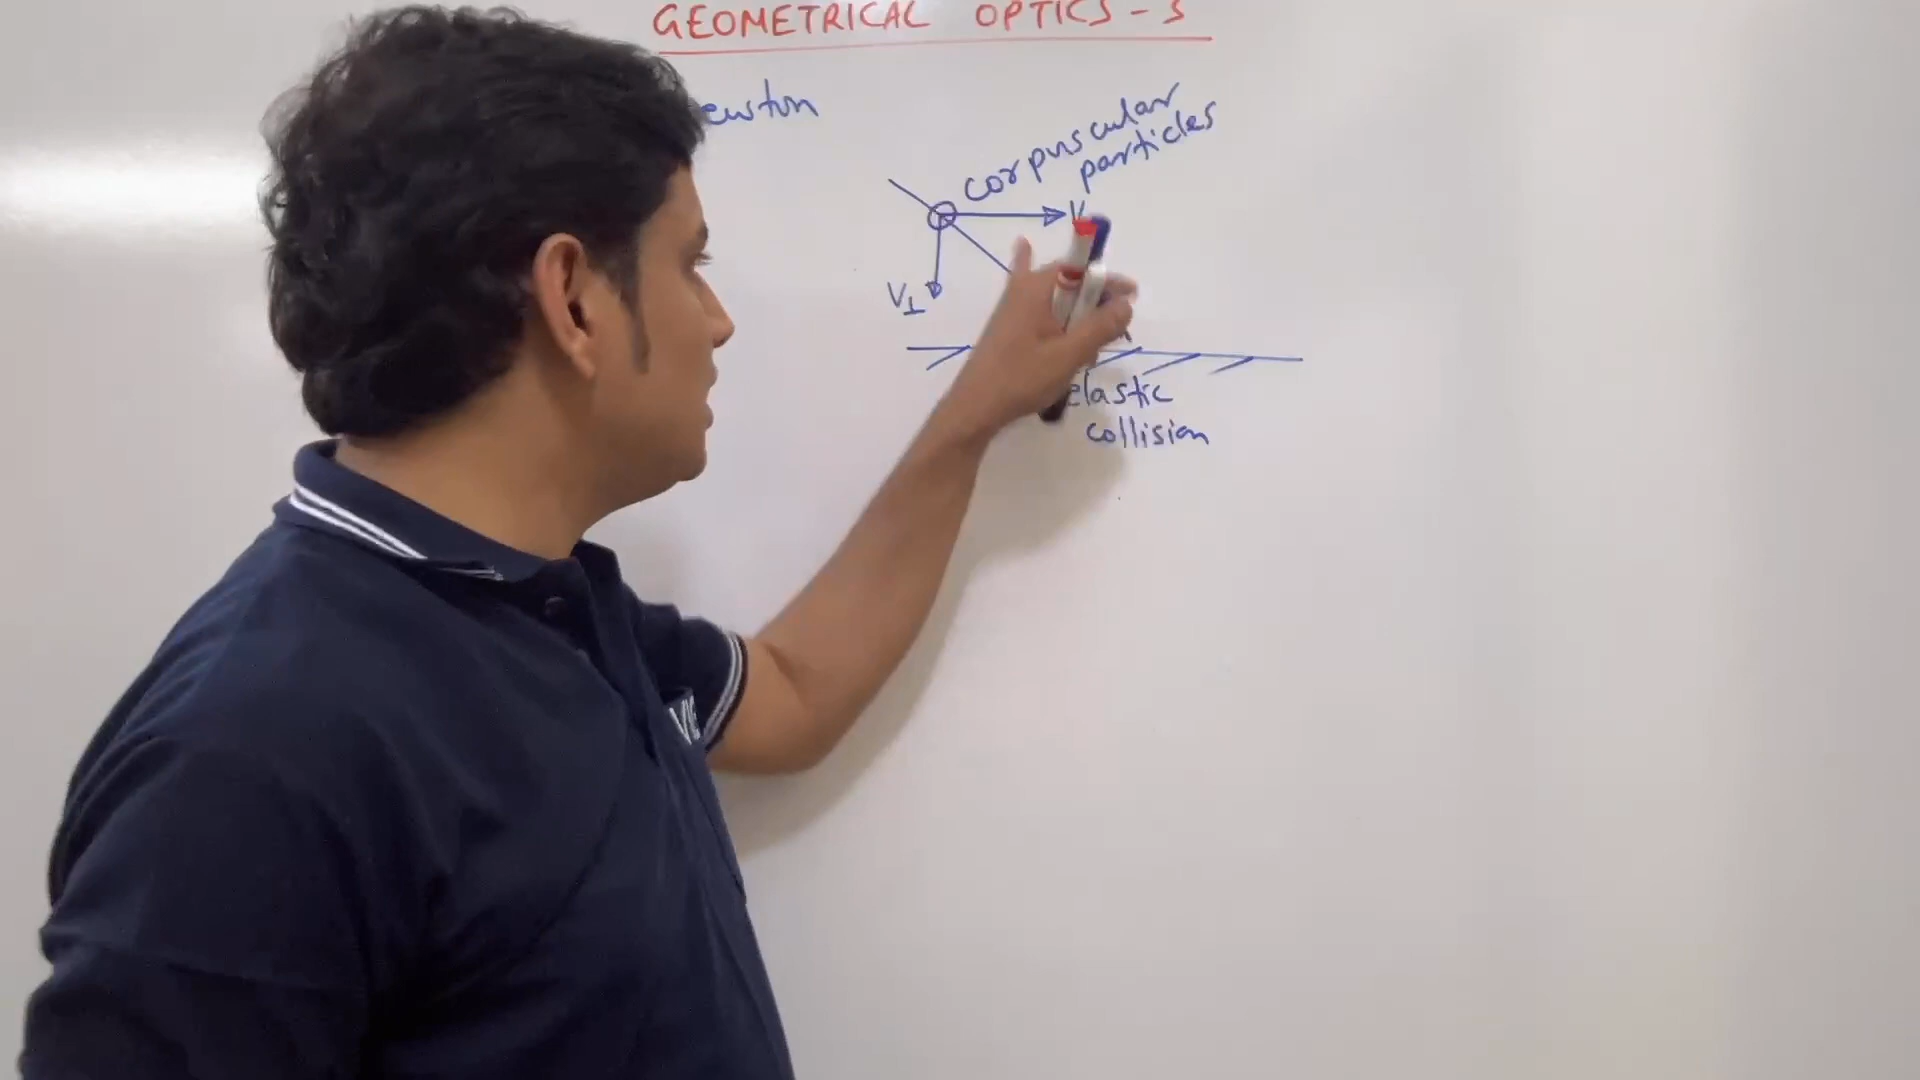 GEOMETRICAL OPTICS - 3
ewton
corpuscular
particles
V
V⊥
elastic
collision